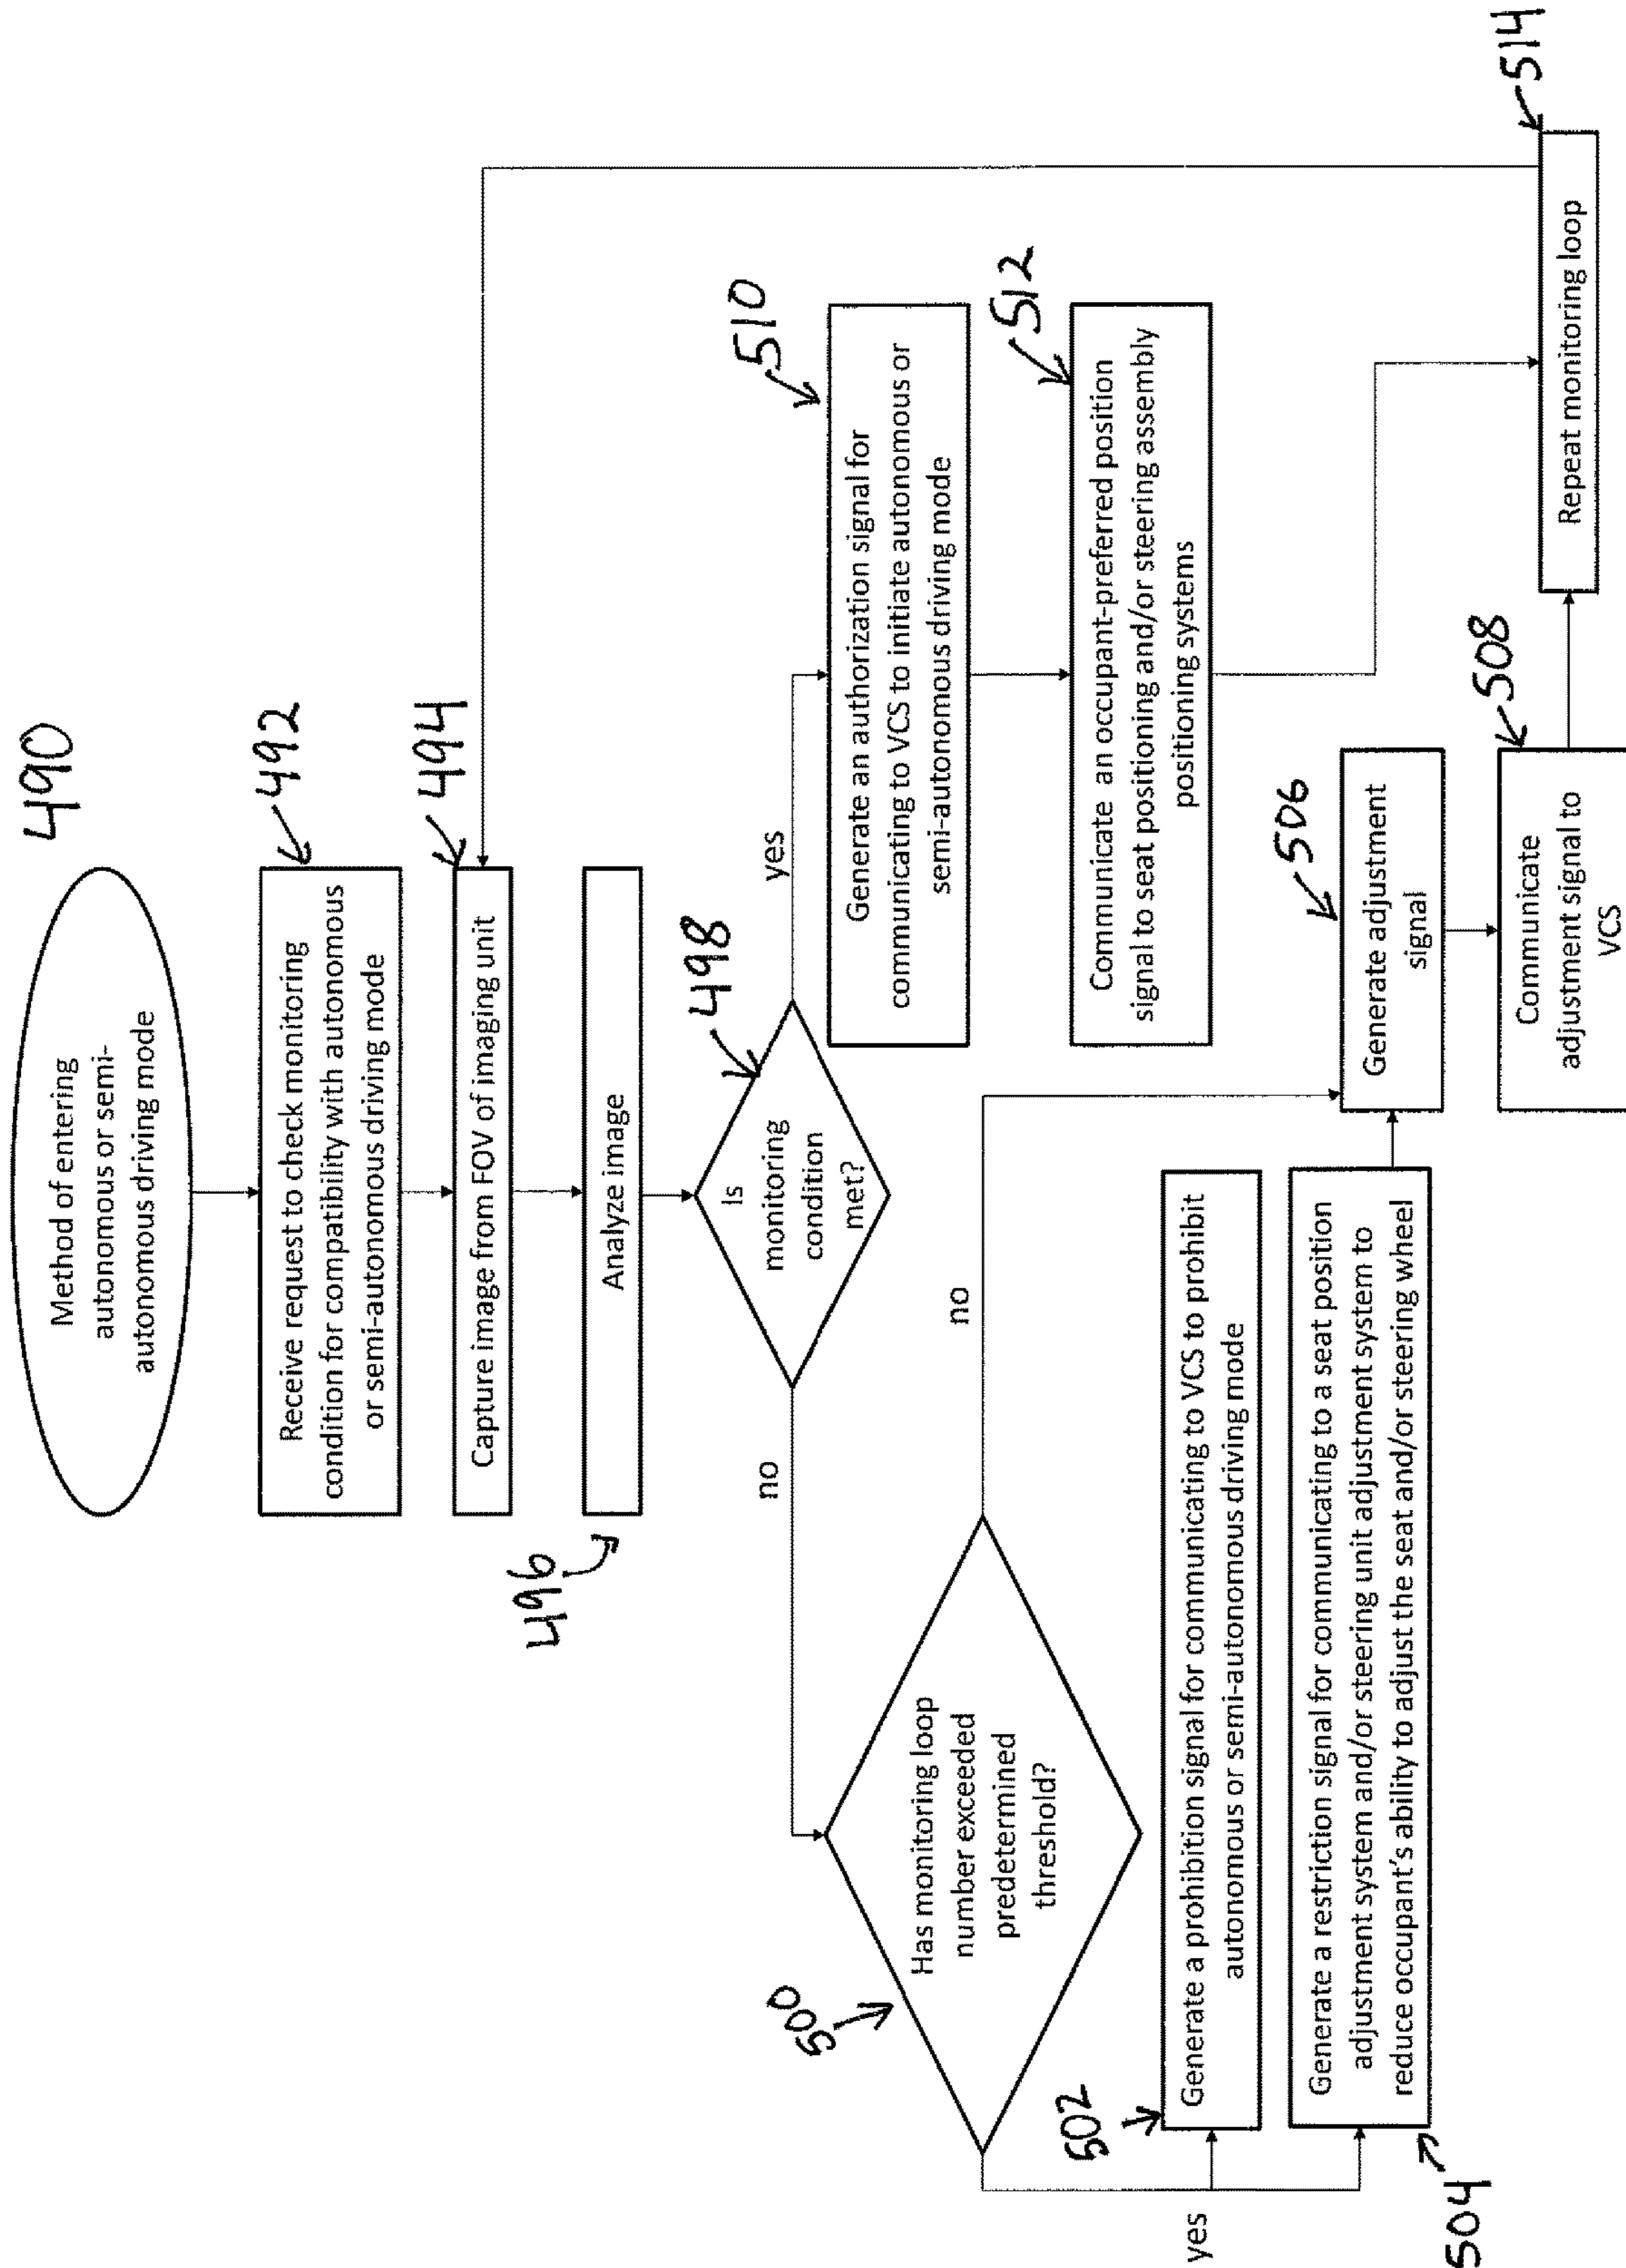 490
Method of entering
autonomous or semi-
autonomous driving mode
492
Receive request to check monitoring
condition for compatibility with autonomous
or semi-autonomous driving mode
494
Capture image from FOV of imaging unit
496
Analyze image
498
Is
monitoring
condition
met?
no
yes
500
Has monitoring loop
number exceeded
predetermined
threshold?
no
yes
510
Generate an authorization signal for
communicating to VCS to initiate autonomous or
semi-autonomous driving mode
512
Communicate an occupant-preferred position
signal to seat positioning and/or steering assembly
positioning systems
502
Generate a prohibition signal for communicating to VCS to prohibit
autonomous or semi-autonomous driving mode
504
Generate a restriction signal for communicating to a seat position
adjustment system and/or steering unit adjustment system to
reduce occupant's ability to adjust the seat and/or steering wheel
506
Generate adjustment
signal
508
Communicate
adjustment signal to
VCS
514
Repeat monitoring loop